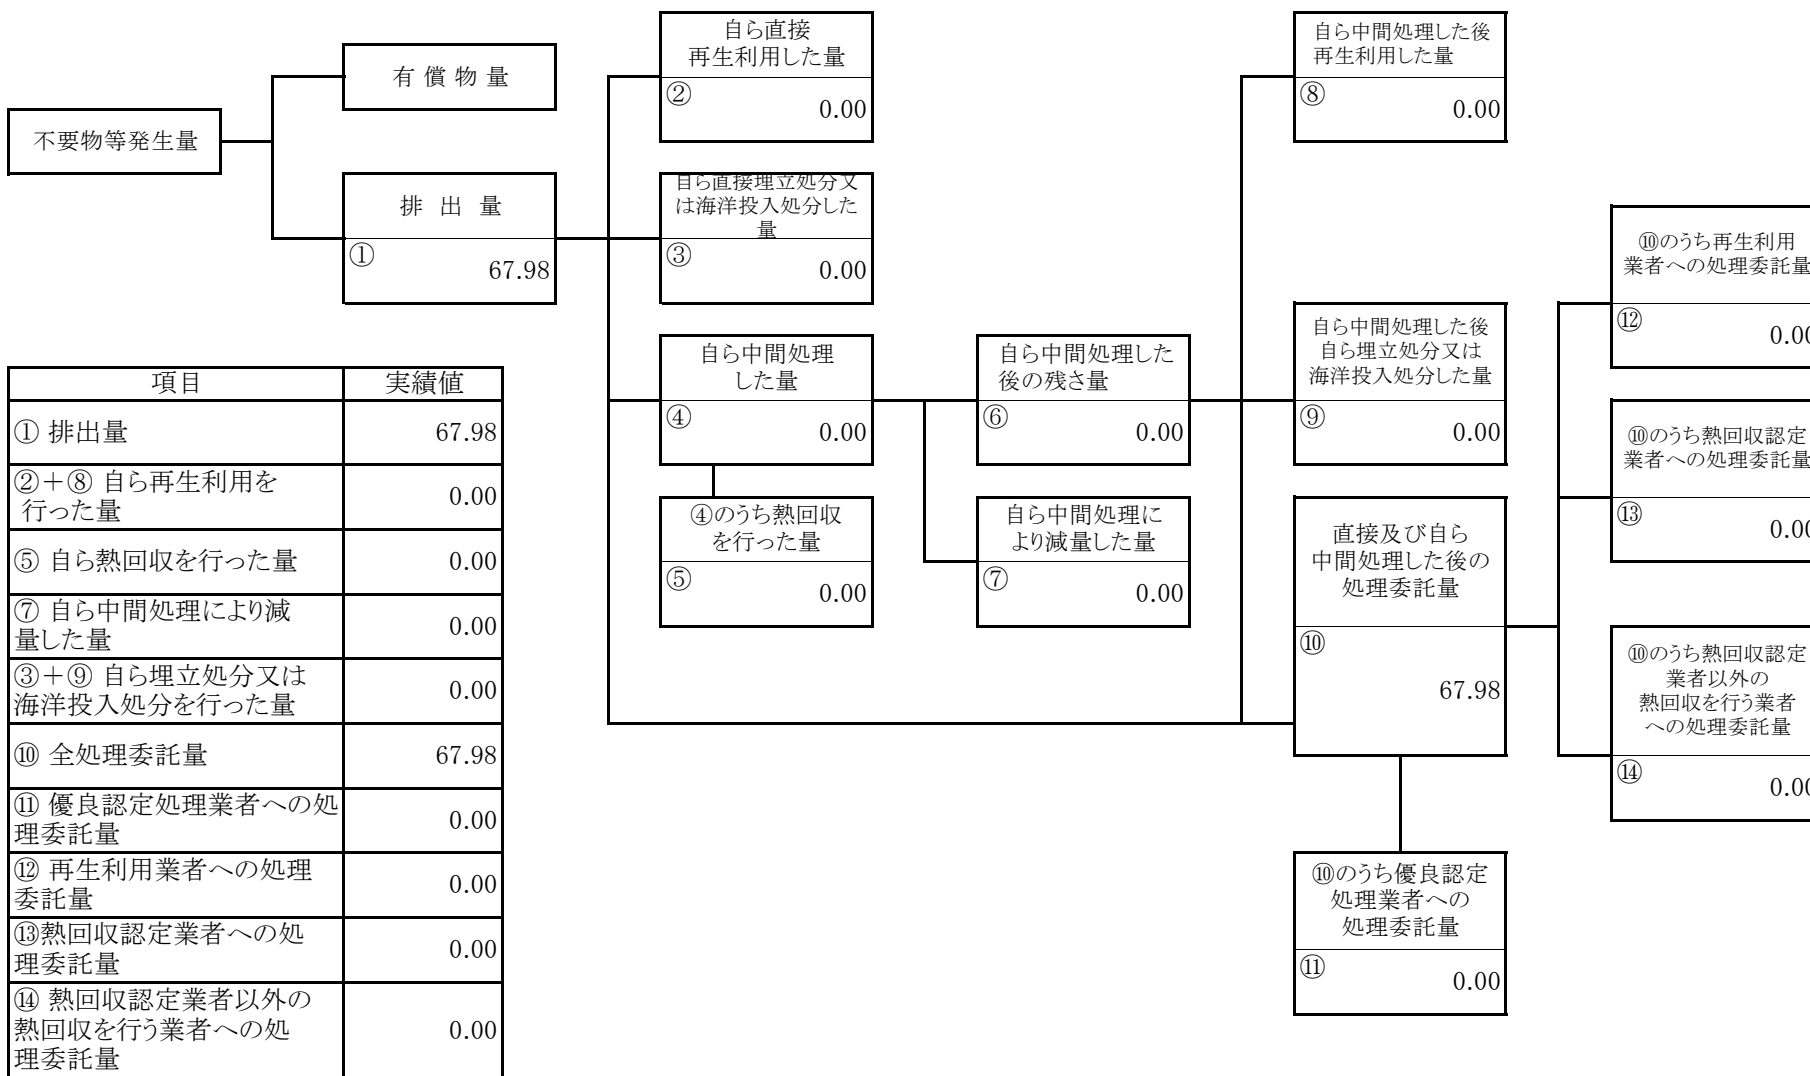 不要物等発生量
有 償 物 量
排 出 量
①
67.98
自ら直接
再生利用した量
②
0.00
自ら直接埋立処分又
は海洋投入処分した
量
③
0.00
自ら中間処理
した量
④
0.00
④のうち熱回収
を行った量
⑤
0.00
自ら中間処理した
後の残さ量
⑥
0.00
自ら中間処理に
より減量した量
⑦
0.00
自ら中間処理した後
再生利用した量
⑧
0.00
自ら中間処理した後
自ら埋立処分又は
海洋投入処分した量
⑨
0.00
直接及び自ら
中間処理した後の
処理委託量
⑩
67.98
⑩のうち優良認定
処理業者への
処理委託量
⑪
0.00
⑩のうち再生利用
業者への処理委託量
⑫
0.00
⑩のうち熱回収認定
業者への処理委託量
⑬
0.00
⑩のうち熱回収認定
業者以外の
熱回収を行う業者
への処理委託量
⑭
0.00
項目 実績値
① 排出量 67.98
②＋⑧ 自ら再生利用を
行った量 0.00
⑤ 自ら熱回収を行った量 0.00
⑦ 自ら中間処理により減
量した量 0.00
③＋⑨ 自ら埋立処分又は
海洋投入処分を行った量 0.00
⑩ 全処理委託量 67.98
⑪ 優良認定処理業者への処
理委託量 0.00
⑫ 再生利用業者への処理
委託量 0.00
⑬熱回収認定業者への処
理委託量 0.00
⑭ 熱回収認定業者以外の
熱回収を行う業者への処
理委託量 0.00